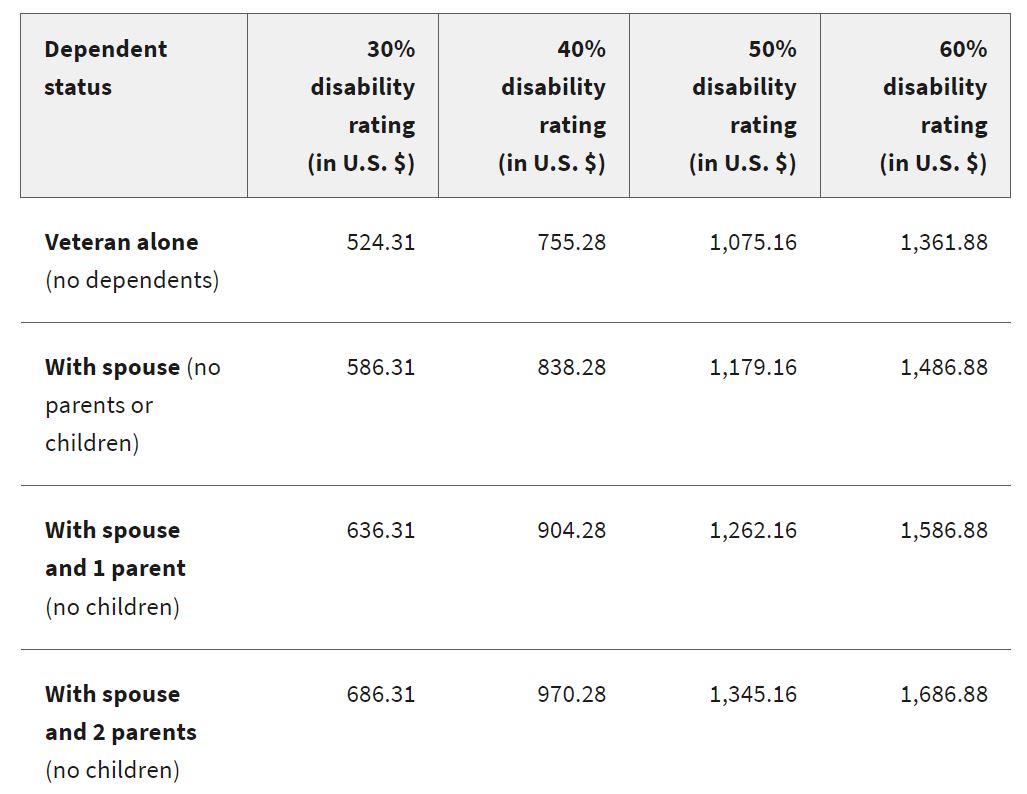 Dependent status 30% disability rating (in U.S. $) 40% disability rating (in U.S. $) 50% disability rating (in U.S. $) 60% disability rating (in U.S. $)
Veteran alone (no dependents) 524.31 755.28 1,075.16 1,361.88
With spouse (no parents or children) 586.31 838.28 1,179.16 1,486.88
With spouse and 1 parent (no children) 636.31 904.28 1,262.16 1,586.88
With spouse and 2 parents (no children) 686.31 970.28 1,345.16 1,686.88